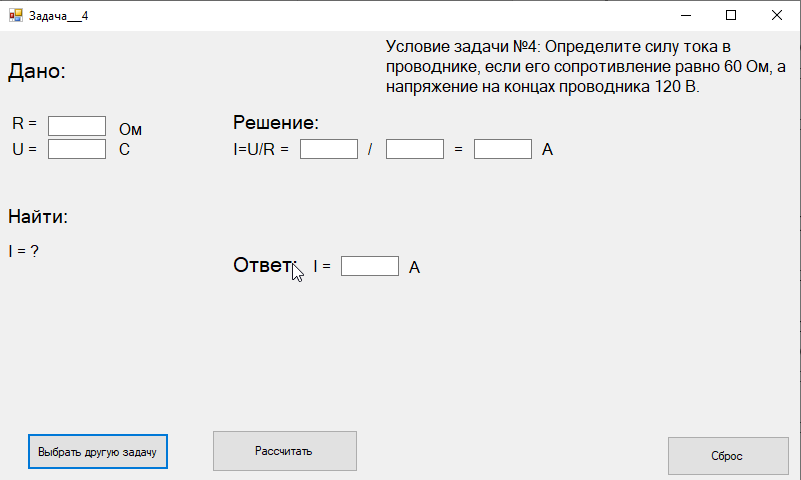 Задача__4
Условие задачи №4: Определите силу тока в
проводнике, если его сопротивление равно 60 Ом, а
напряжение на концах проводника 120 В.
Дано:
R = Ом
U = С
Решение:
I=U/R = / = А
Найти:
I = ?
Ответ: I = А
Выбрать другую задачу
Рассчитать
Сброс